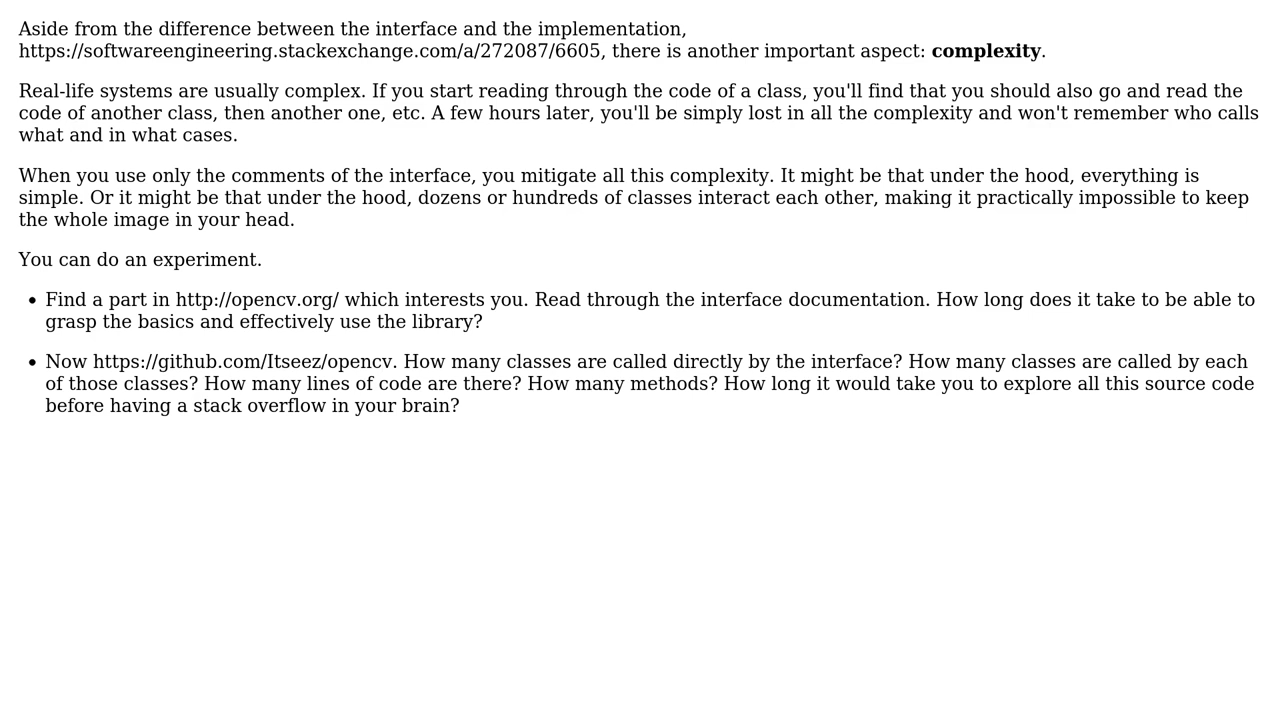 Aside from the difference between the interface and the implementation,
https://softwareengineering.stackexchange.com/a/272087/6605, there is another important aspect: complexity.
Real-life systems are usually complex. If you start reading through the code of a class, you'll find that you should also go and read the
code of another class, then another one, etc. A few hours later, you'll be simply lost in all the complexity and won't remember who calls
what and in what cases.
When you use only the comments of the interface, you mitigate all this complexity. It might be that under the hood, everything is
simple. Or it might be that under the hood, dozens or hundreds of classes interact each other, making it practically impossible to keep
the whole image in your head.
You can do an experiment.
• Find a part in http://opencv.org/ which interests you. Read through the interface documentation. How long does it take to be able to
grasp the basics and effectively use the library?
• Now https://github.com/Itseez/opencv. How many classes are called directly by the interface? How many classes are called by each
of those classes? How many lines of code are there? How many methods? How long it would take you to explore all this source code
before having a stack overflow in your brain?